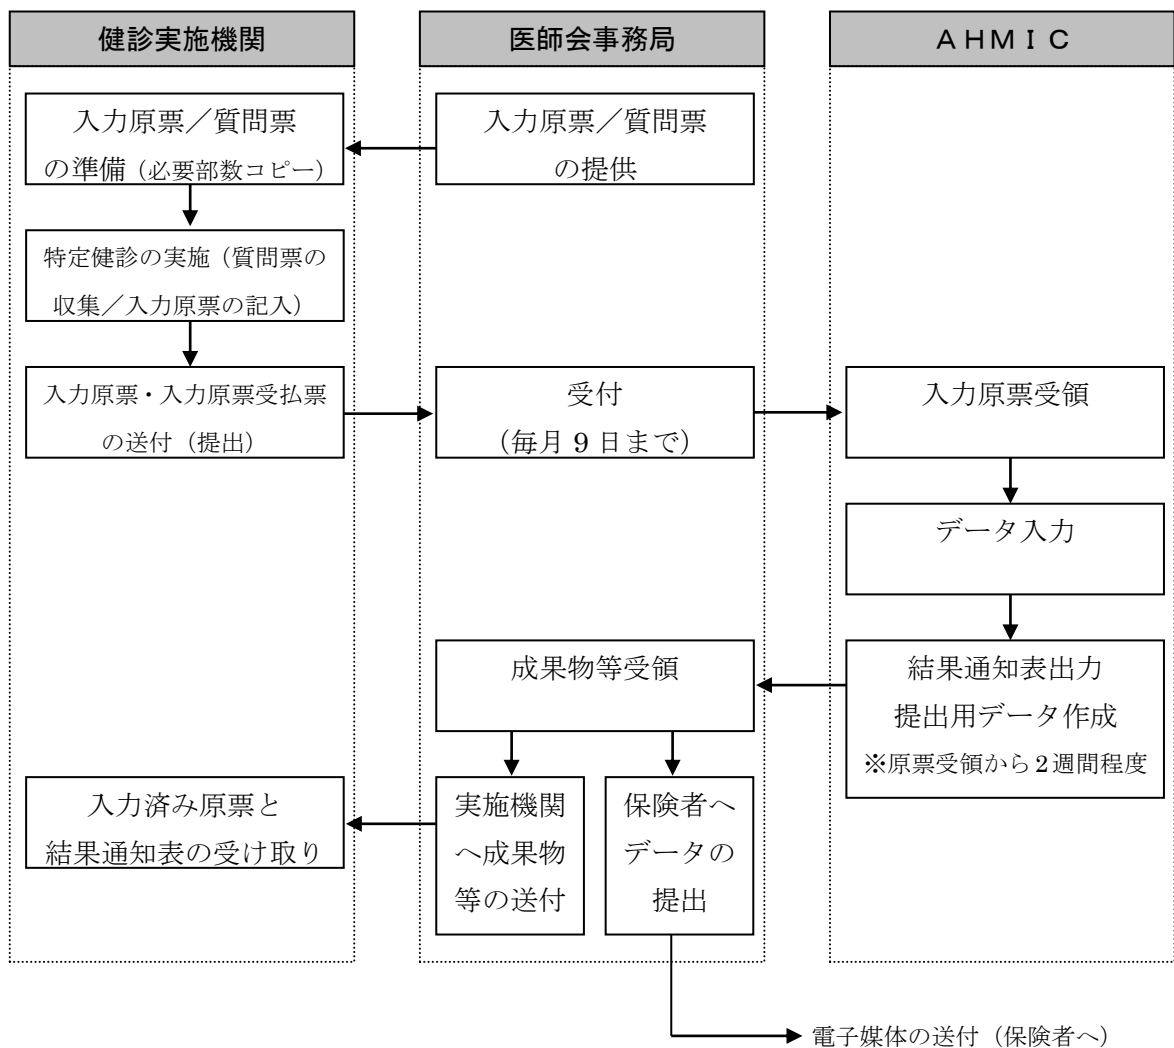 健診実施機関
医師会事務局
ＡＨＭＩＣ
入力原票／質問票
の準備（必要部数コピー）
入力原票／質問票
の提供
特定健診の実施（質問票の
収集／入力原票の記入）
入力原票・入力原票受払票
の送付（提出）
受付
（毎月 9 日まで）
入力原票受領
データ入力
成果物等受領
結果通知表出力
提出用データ作成
※原票受領から 2 週間程度
入力済み原票と
結果通知表の受け取り
実施機関
へ成果物
等の送付
保険者へ
データの
提出
電子媒体の送付（保険者へ）